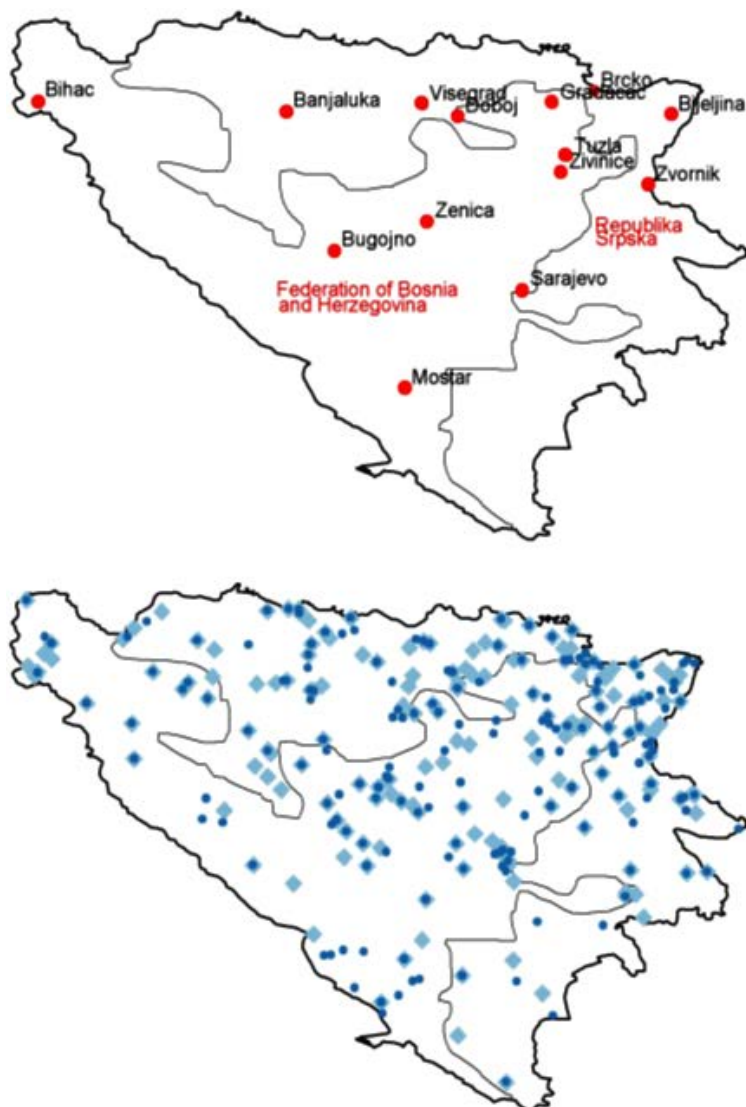 Bihac
Banjaluka
Visegrad
Doboj
Gradacac
Brcko
Bijeljina
Tuzla
Zivinice
Zvornik
Zenica
Bugojno
Republika
Srpska
Sarajevo
Federation of Bosnia
and Herzegovina
Mostar